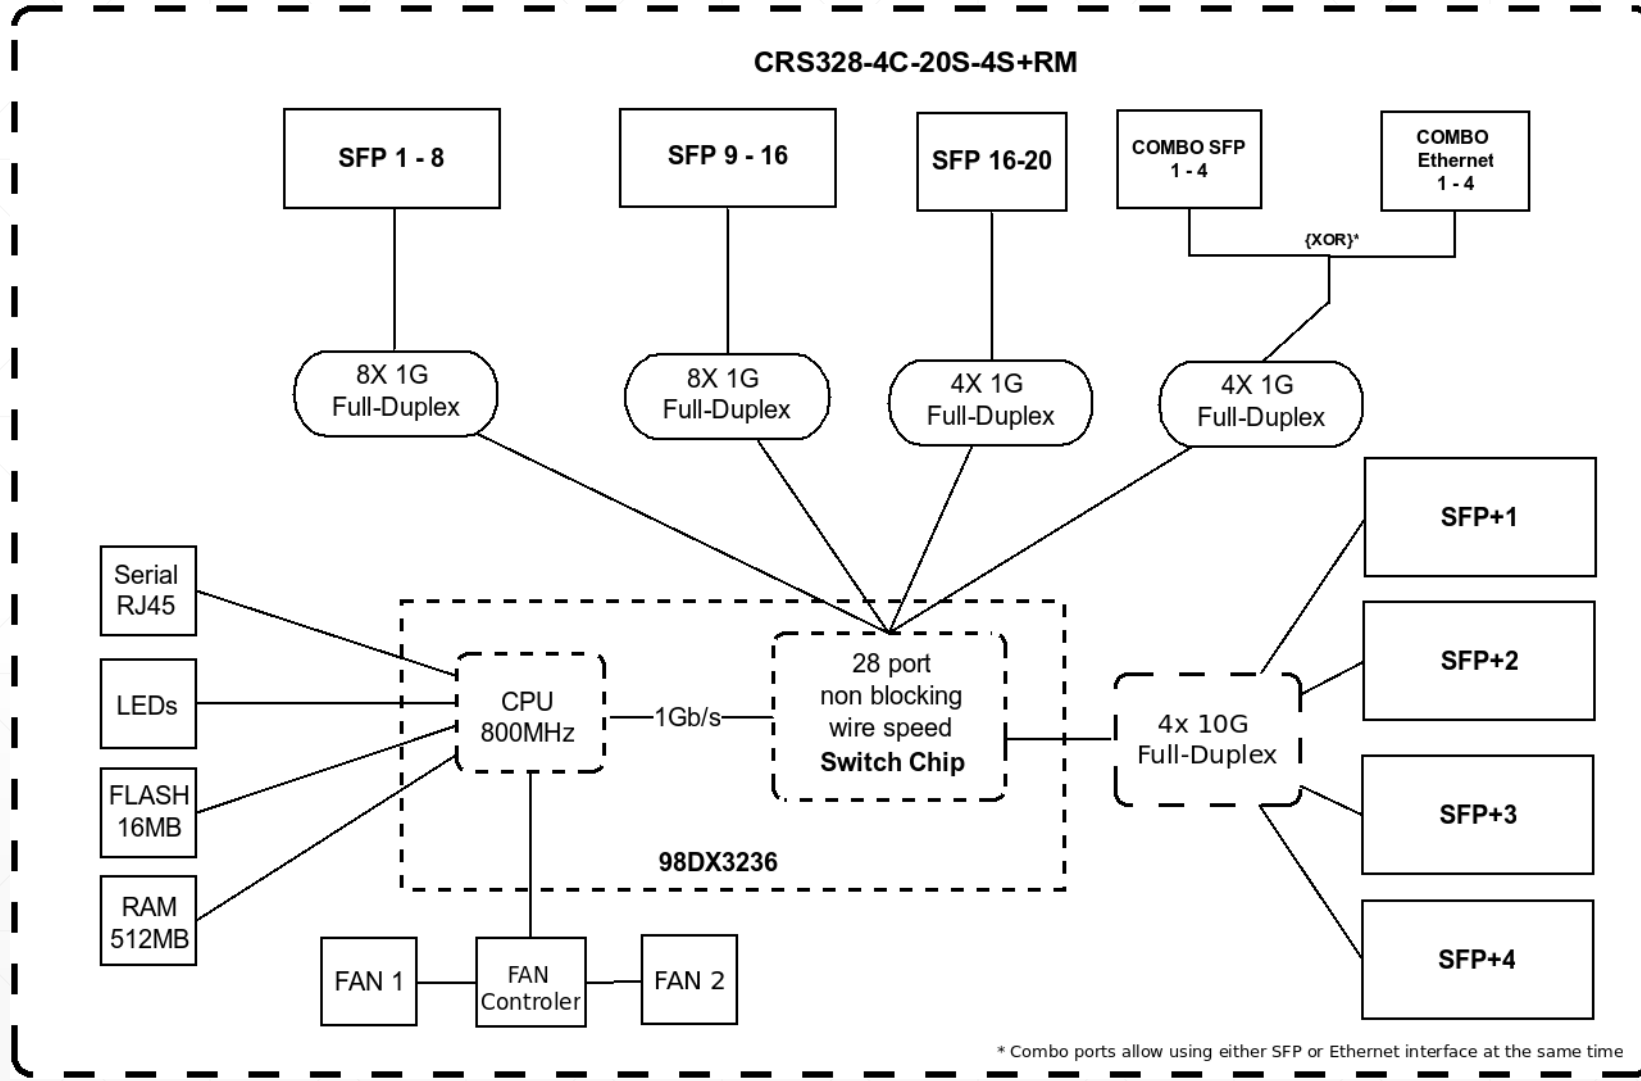 CRS328-4C-20S-4S+RM
SFP 1 - 8
SFP 9 - 16
SFP 16-20
COMBO SFP
1 - 4
COMBO
Ethernet
1 - 4
{XOR}*
8X 1G
Full-Duplex
8X 1G
Full-Duplex
4X 1G
Full-Duplex
4X 1G
Full-Duplex
SFP+1
SFP+2
SFP+3
SFP+4
Serial
RJ45
LEDs
FLASH
16MB
RAM
512MB
CPU
800MHz
1Gb/s
28 port
non blocking
wire speed
Switch Chip
4x 10G
Full-Duplex
98DX3236
FAN 1
FAN
Controler
FAN 2
* Combo ports allow using either SFP or Ethernet interface at the same time